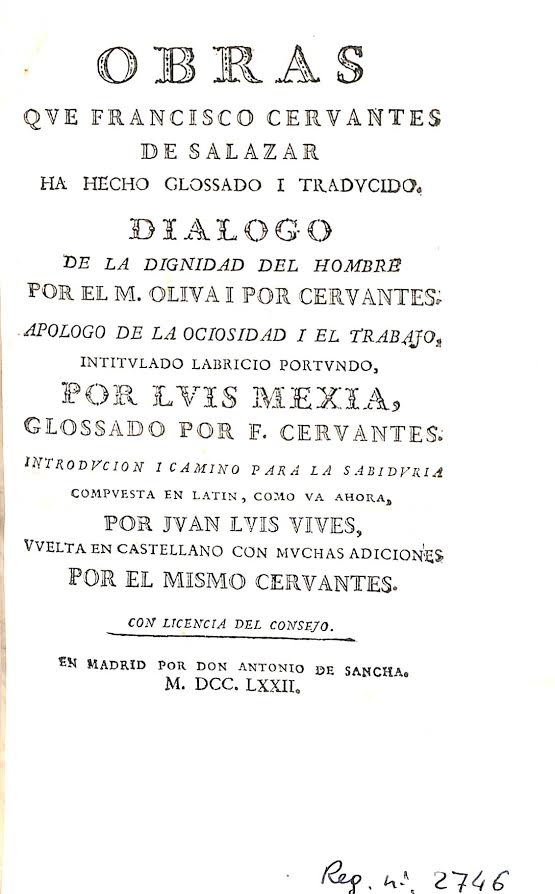 OBRAS
QVE FRANCISCO CERVANTES
DE SALAZAR
HA HECHO GLOSSADO I TRADVCIDO.
DIALOGO
DE LA DIGNIDAD DEL HOMBRE
POR EL M. OLIVA I POR CERVANTES.
APOLOGO DE LA OCIOSIDAD I EL TRABAJO,
INTITVLADO LABRICIO PORTVNDO,
POR LVIS MEXIA,
GLOSSADO POR F. CERVANTES.
INTRODVCION I CAMINO PARA LA SABIDVRIA
COMPVESTA EN LATIN, COMO VA AHORA,
POR JVAN LVIS VIVES,
VVELTA EN CASTELLANO CON MVCHAS ADICIONES
POR EL MISMO CERVANTES.
CON LICENCIA DEL CONSEJO.
EN MADRID POR DON ANTONIO DE SANCHA.
M. DCC. LXXII.
Reg. nº. 2746